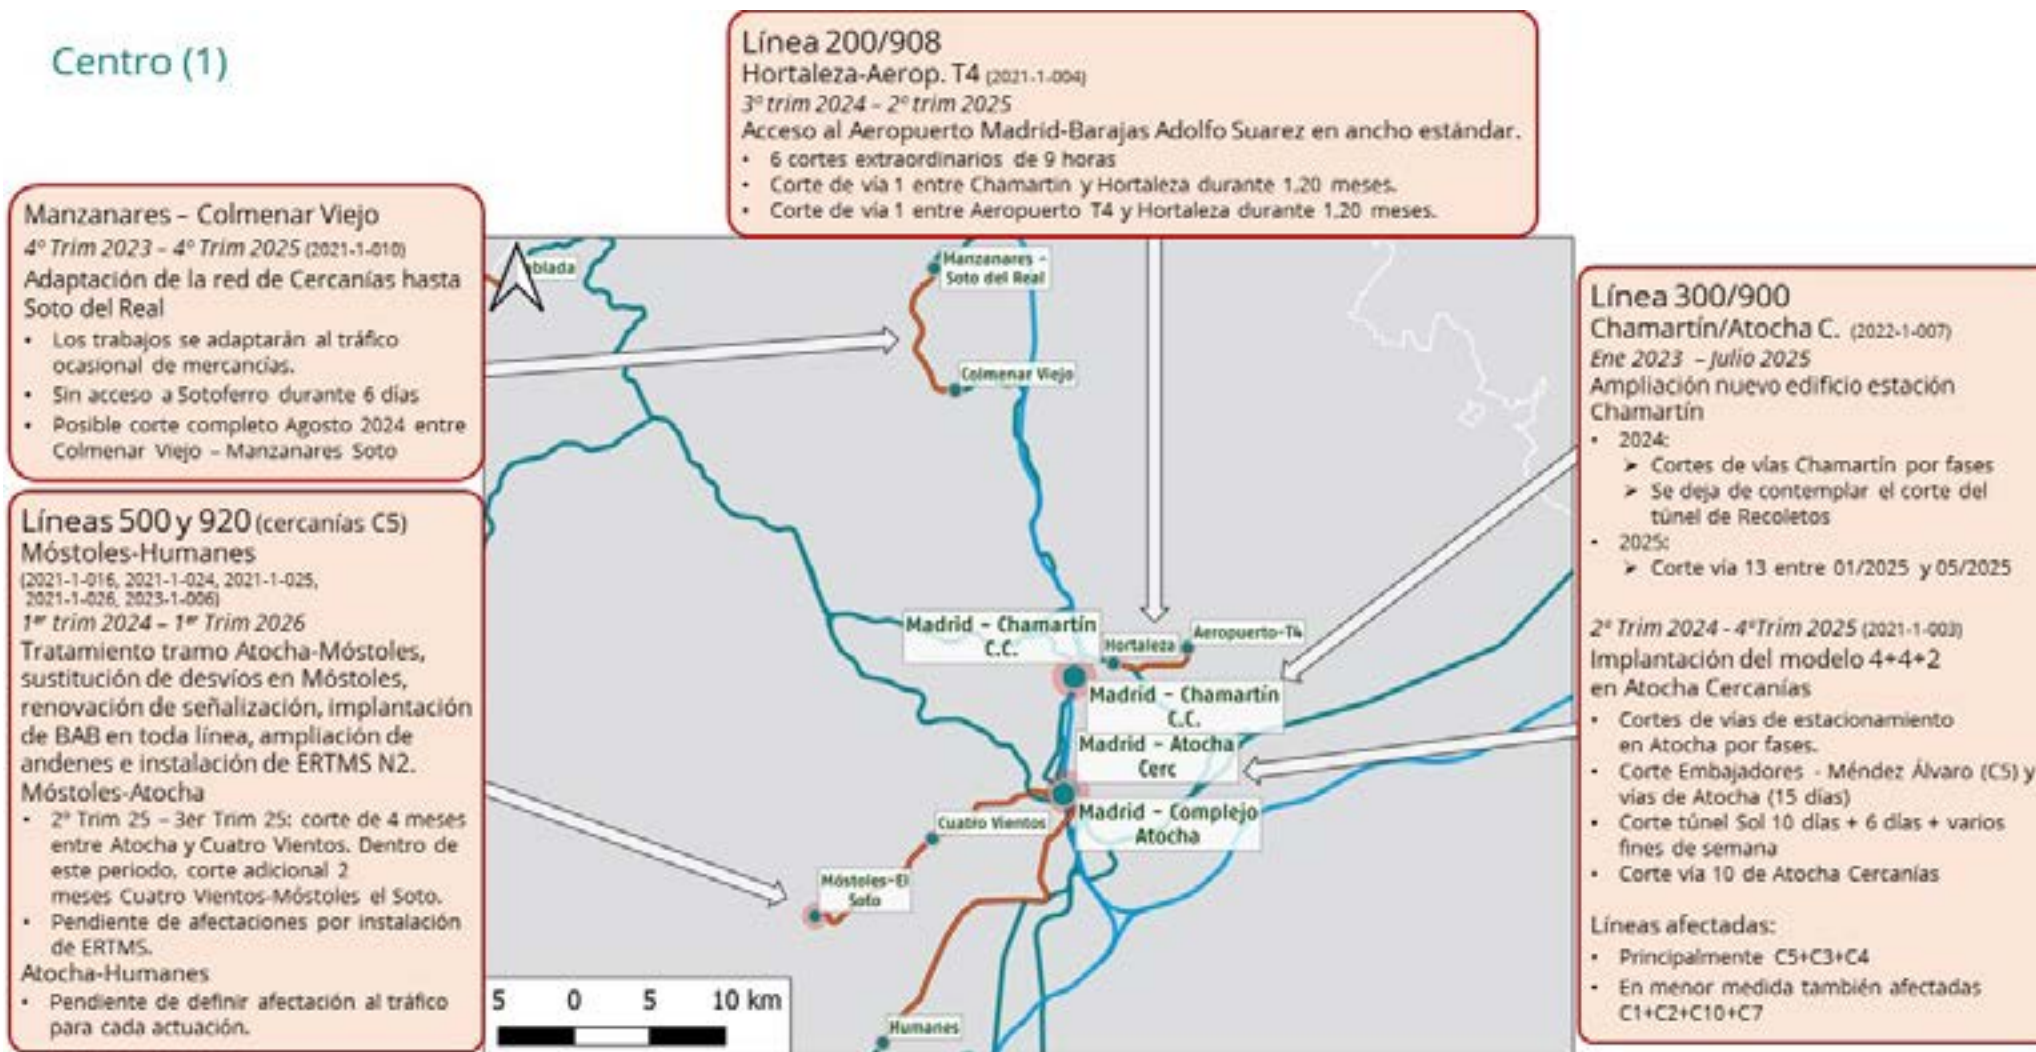 Centro (1)
Línea 200/908
Hortaleza-Aerop. T4 (2021-1-004)
3º trim 2024 – 2º trim 2025
Acceso al Aeropuerto Madrid-Barajas Adolfo Suarez en ancho estándar.
• 6 cortes extraordinarios de 9 horas
• Corte de vía 1 entre Chamartin y Hortaleza durante 1,20 meses.
• Corte de vía 1 entre Aeropuerto T4 y Hortaleza durante 1,20 meses.
Manzanares – Colmenar Viejo
4º Trim 2023 – 4º Trim 2025 (2021-1-010)
Adaptación de la red de Cercanías hasta
Soto del Real
• Los trabajos se adaptarán al tráfico
ocasional de mercancías.
• Sin acceso a Sotoferro durante 6 días
• Posible corte completo Agosto 2024 entre
Colmenar Viejo – Manzanares Soto
Líneas 500 y 920 (cercanías C5)
Móstoles-Humanes
(2021-1-016, 2021-1-024, 2021-1-025,
2021-1-026, 2023-1-006)
1er trim 2024 – 1er Trim 2026
Tratamiento tramo Atocha-Móstoles,
sustitución de desvíos en Móstoles,
renovación de señalización, implantación
de BAB en toda línea, ampliación de
andenes e instalación de ERTMS N2.
Móstoles-Atocha
• 2º Trim 25 – 3er Trim 25: corte de 4 meses
entre Atocha y Cuatro Vientos. Dentro de
este periodo, corte adicional 2
meses Cuatro Vientos-Móstoles el Soto.
• Pendiente de afectaciones por instalación
de ERTMS.
Atocha-Humanes
• Pendiente de definir afectación al tráfico
para cada actuación.
blada
Manzanares -
Soto del Real
Colmenar Viejo
Madrid - Chamartín
C.C.
Hortaleza
Aeropuerto-T4
Madrid - Chamartín
C.C.
Madrid - Atocha
Cerc
Madrid - Complejo
Atocha
Cuatro Vientos
Móstoles-El
Soto
Humanes
5 0 5 10 km
Línea 300/900
Chamartín/Atocha C. (2022-1-007)
Ene 2023 – Julio 2025
Ampliación nuevo edificio estación
Chamartín
• 2024:
➤ Cortes de vías Chamartín por fases
➤ Se deja de contemplar el corte del
túnel de Recoletos
• 2025:
➤ Corte vía 13 entre 01/2025 y 05/2025
2º Trim 2024 - 4ºTrim 2025 (2021-1-003)
Implantación del modelo 4+4+2
en Atocha Cercanías
• Cortes de vías de estacionamiento
en Atocha por fases.
• Corte Embajadores - Méndez Álvaro (C5) y
vías de Atocha (15 días)
• Corte túnel Sol 10 días + 6 días + varios
fines de semana
• Corte vía 10 de Atocha Cercanías
Líneas afectadas:
• Principalmente C5+C3+C4
• En menor medida también afectadas
C1+C2+C10+C7